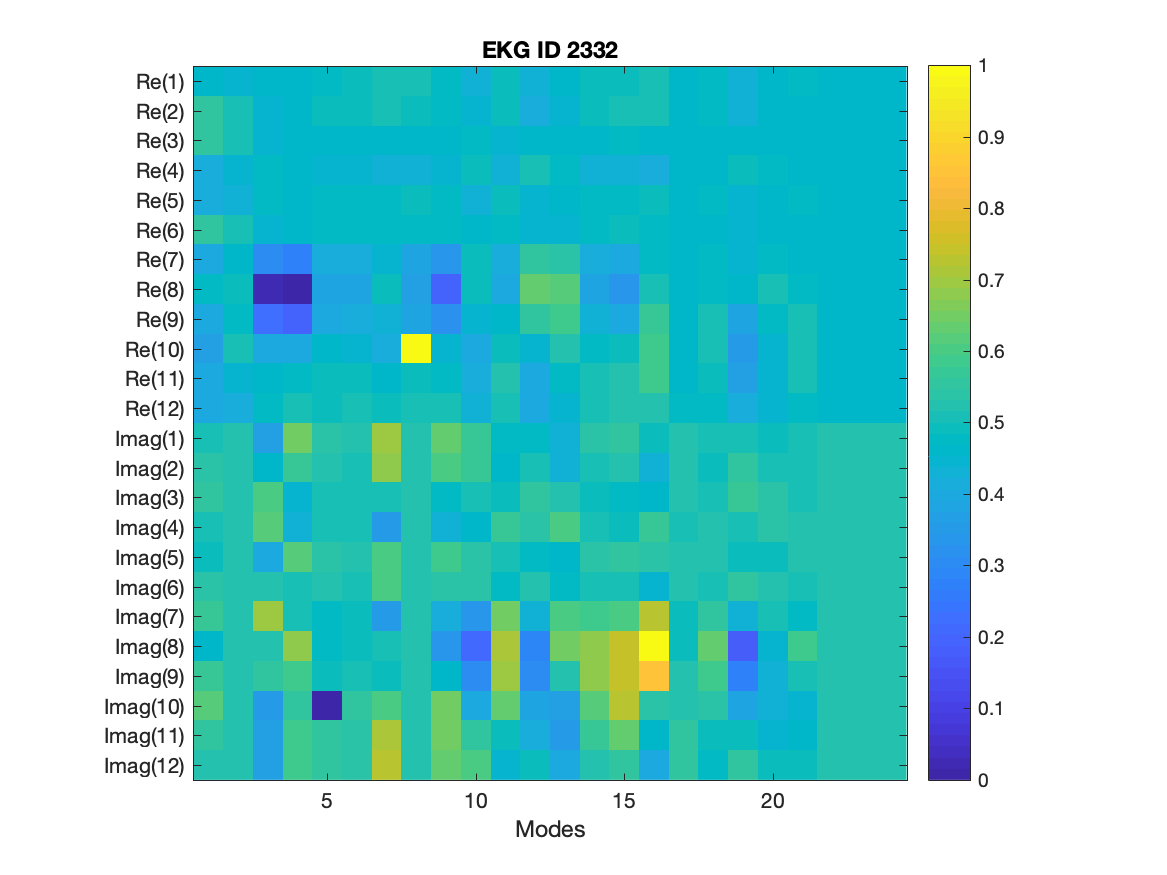 EKG ID 2332
Re(1)
Re(2)
Re(3)
Re(4)
Re(5)
Re(6)
Re(7)
Re(8)
Re(9)
Re(10)
Re(11)
Re(12)
Imag(1)
Imag(2)
Imag(3)
Imag(4)
Imag(5)
Imag(6)
Imag(7)
Imag(8)
Imag(9)
Imag(10)
Imag(11)
Imag(12)
5 10 15 20
Modes
1
0.9
0.8
0.7
0.6
0.5
0.4
0.3
0.2
0.1
0